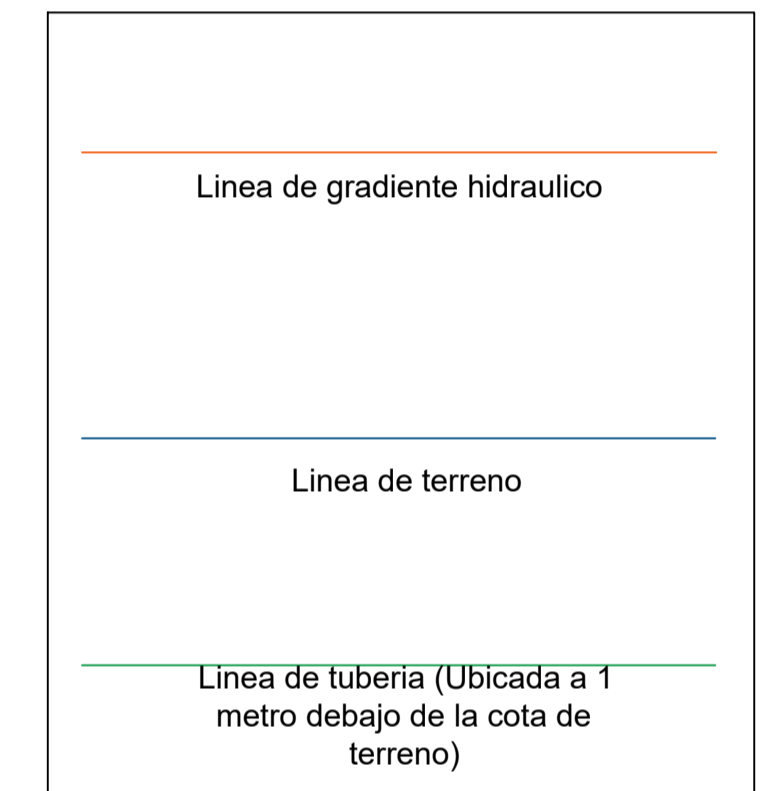 Linea de gradiente hidraulico
Linea de terreno
Linea de tuberia (Ubicada a 1
metro debajo de la cota de
terreno)